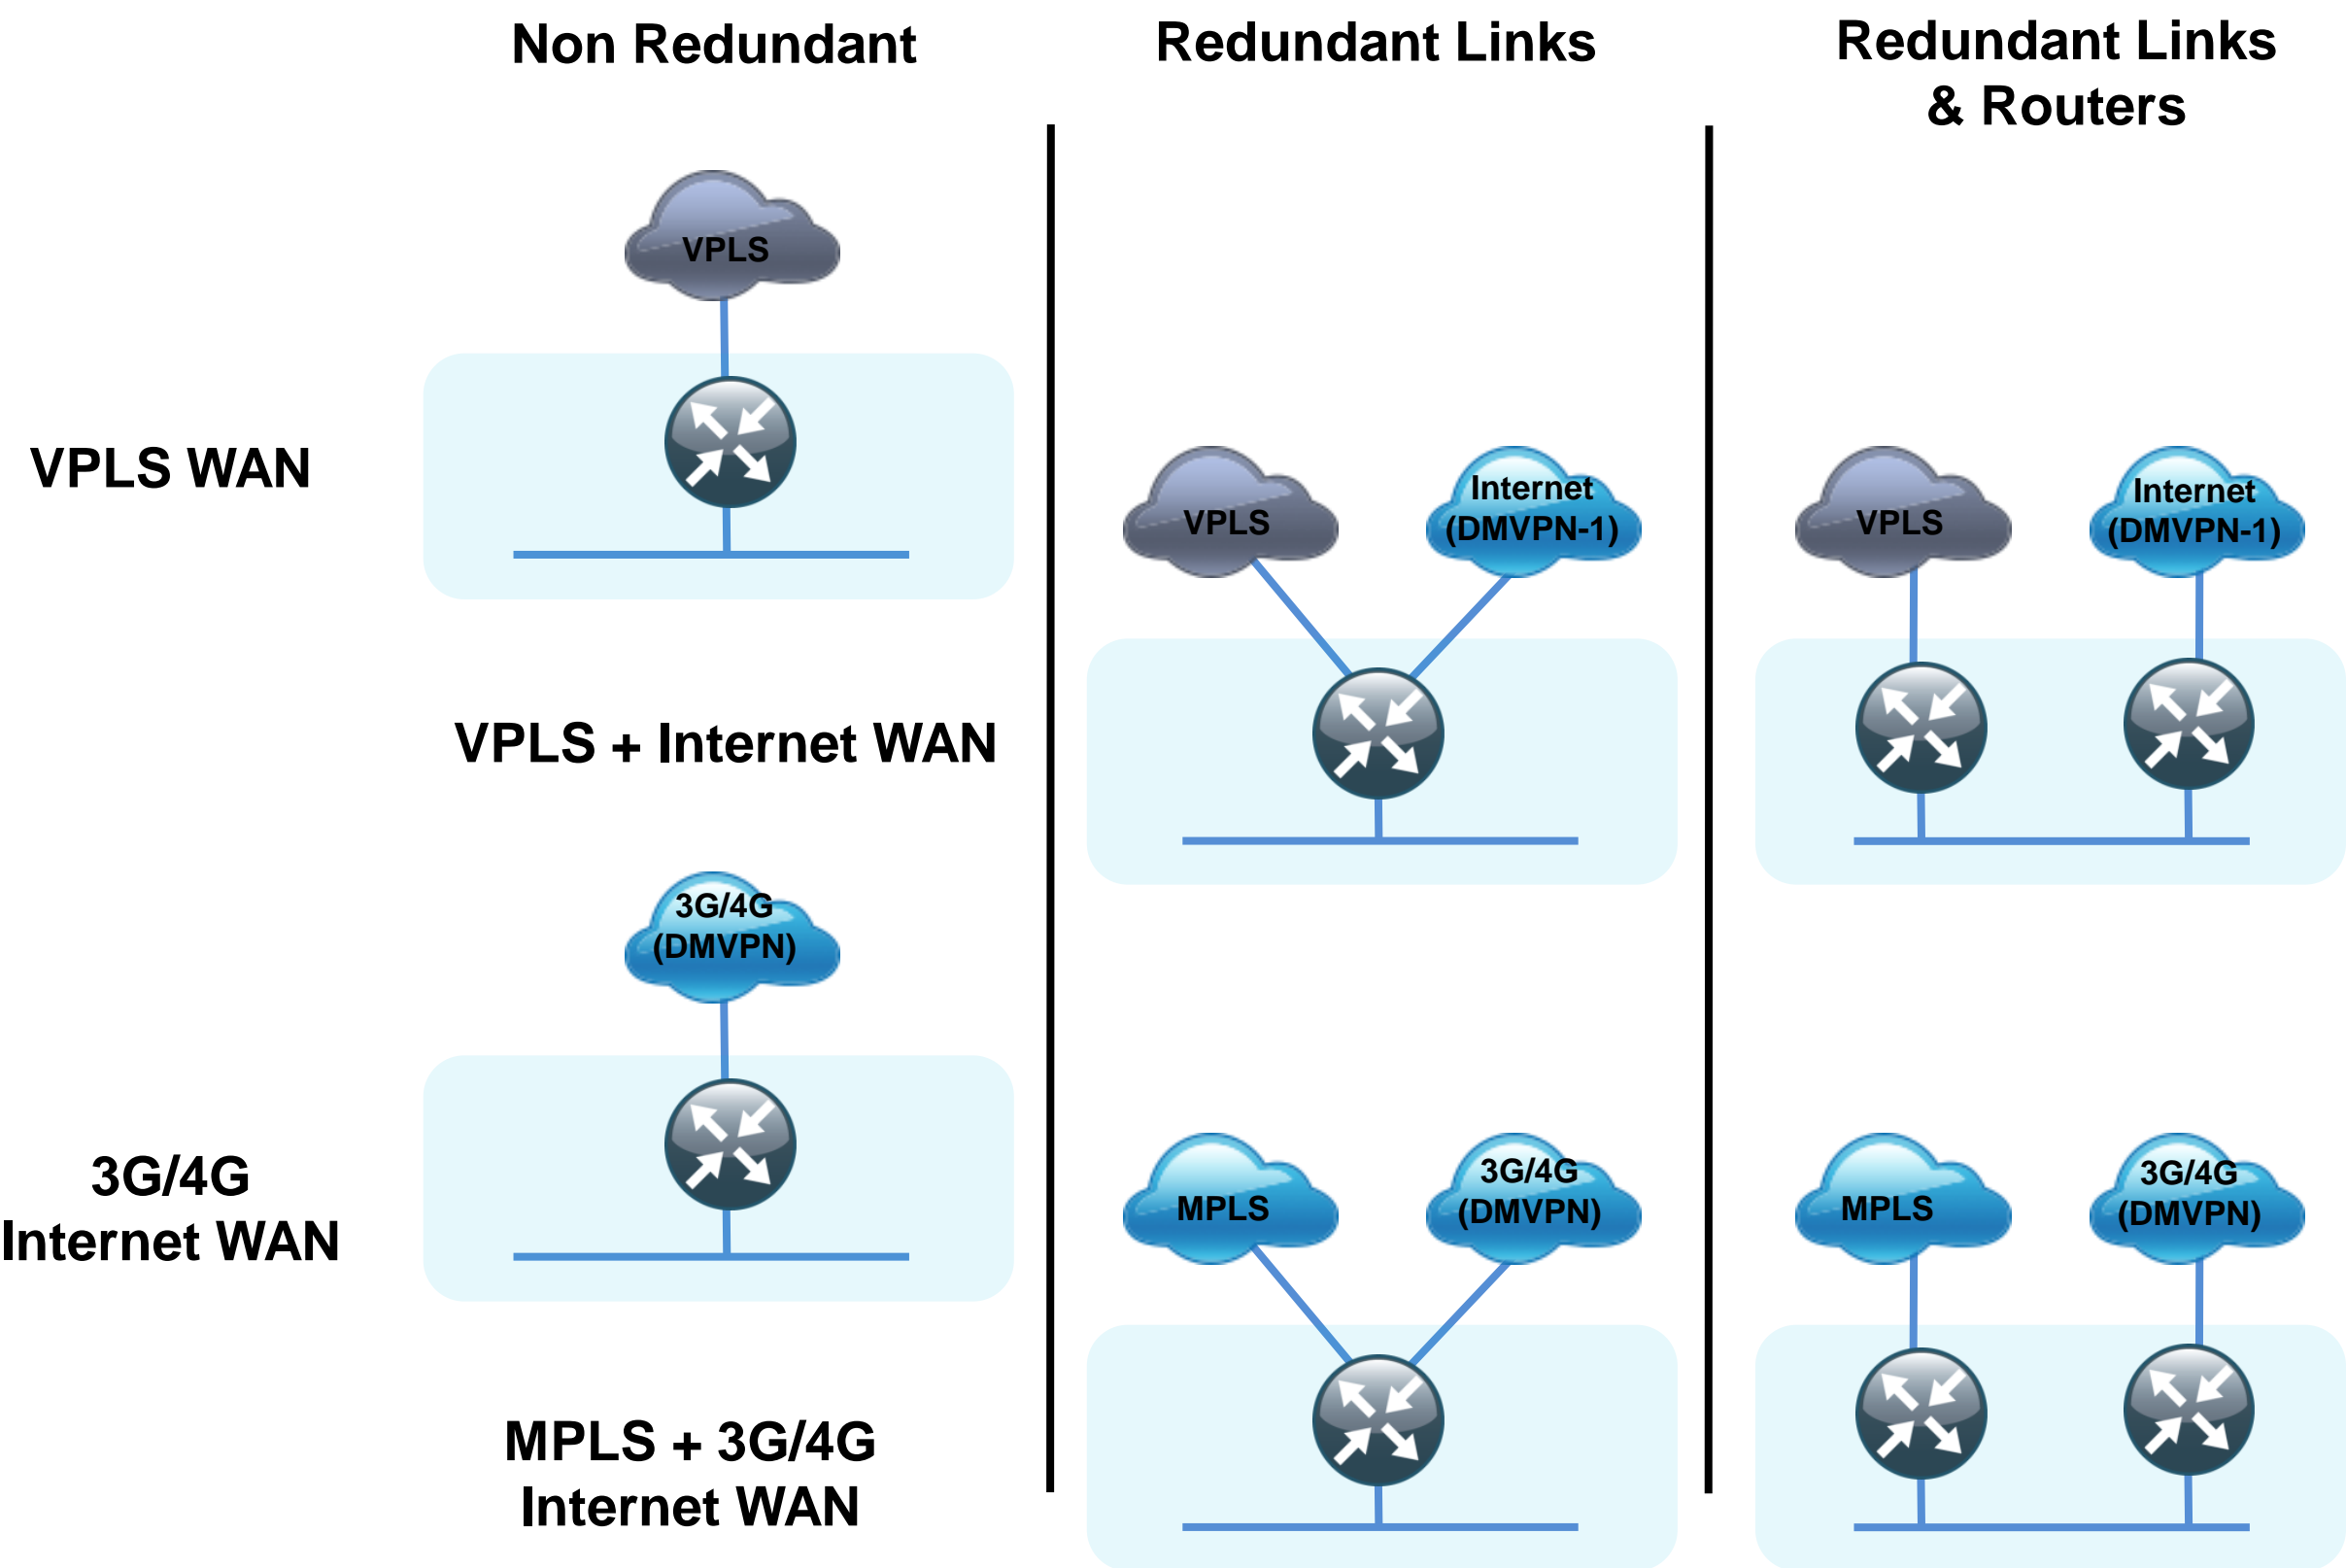 Non Redundant
Redundant Links
Redundant Links
& Routers
VPLS
VPLS WAN
VPLS
Internet
(DMVPN-1)
VPLS
Internet
(DMVPN-1)
VPLS + Internet WAN
3G/4G
(DMVPN)
3G/4G
Internet WAN
MPLS
3G/4G
(DMVPN)
MPLS
3G/4G
(DMVPN)
MPLS + 3G/4G
Internet WAN